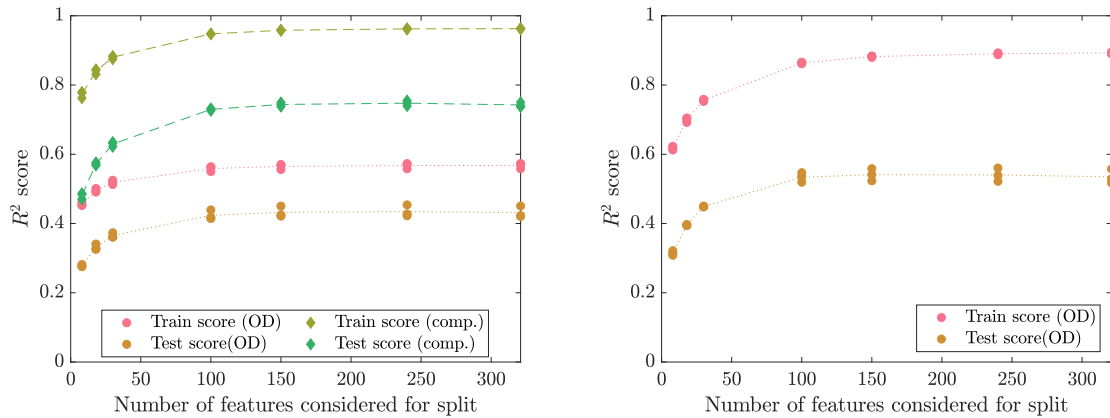 1
0.8
0.6
0.4
0.2
0
R² score
0 50 100 150 200 250 300
Number of features considered for split
Train score (OD)
Test score(OD)
Train score (comp.)
Test score (comp.)
1
0.8
0.6
0.4
0.2
0
R² score
0 50 100 150 200 250 300
Number of features considered for split
Train score (OD)
Test score(OD)